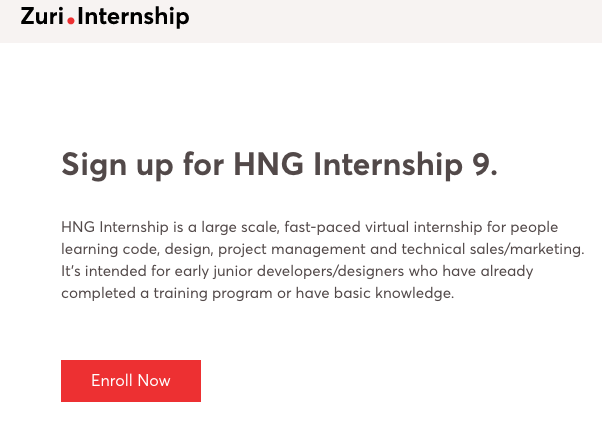 Zuri.Internship
Sign up for HNG Internship 9.
HNG Internship is a large scale, fast-paced virtual internship for people
learning code, design, project management and technical sales/marketing.
It's intended for early junior developers/designers who have already
completed a training program or have basic knowledge.
Enroll Now